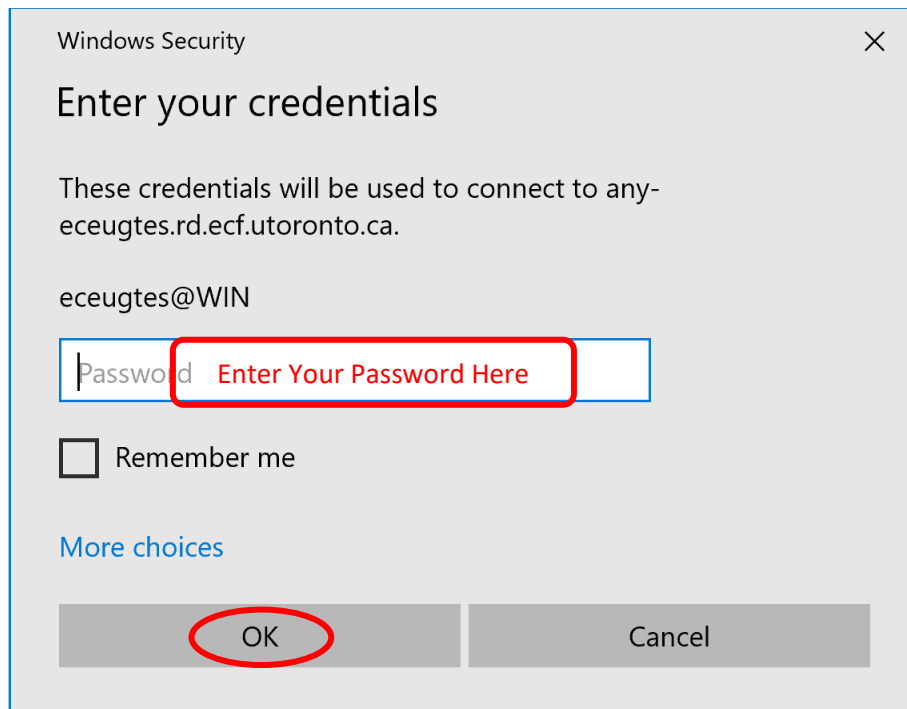 Windows Security
Enter your credentials
These credentials will be used to connect to any-
eceugtes.rd.ecf.utoronto.ca.
eceugtes@WIN
Password Enter Your Password Here
Remember me
More choices
OK Cancel